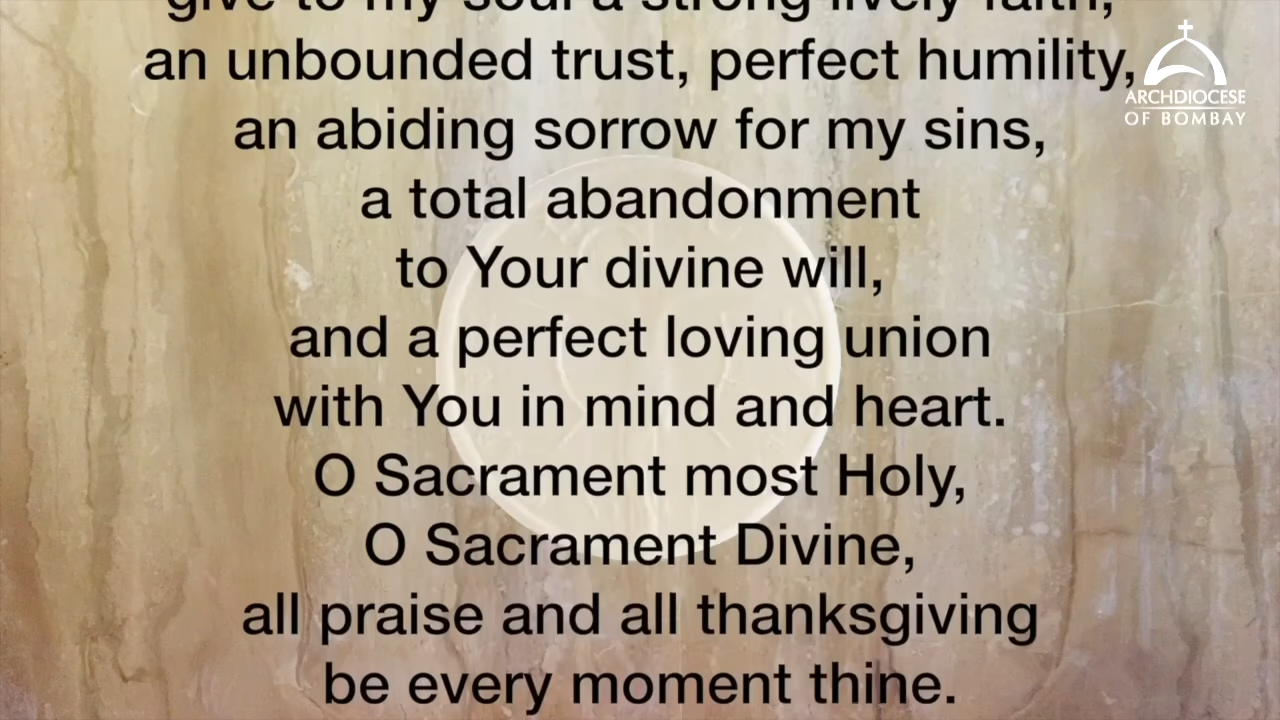 give to my soul a strong lively faith,
an unbounded trust, perfect humility,
an abiding sorrow for my sins,
a total abandonment
to Your divine will,
and a perfect loving union
with You in mind and heart.
O Sacrament most Holy,
O Sacrament Divine,
all praise and all thanksgiving
be every moment thine.
ARCHDIOCESE
OF BOMBAY